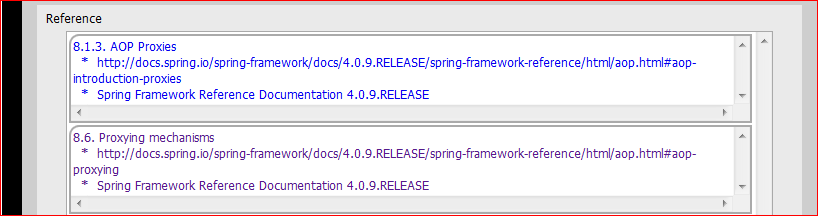 Reference
8.1.3. AOP Proxies
* http://docs.spring.io/spring-framework/docs/4.0.9.RELEASE/spring-framework-reference/html/aop.html#aop-
introduction-proxies
* Spring Framework Reference Documentation 4.0.9.RELEASE
8.6. Proxying mechanisms
* http://docs.spring.io/spring-framework/docs/4.0.9.RELEASE/spring-framework-reference/html/aop.html#aop-
proxying
* Spring Framework Reference Documentation 4.0.9.RELEASE